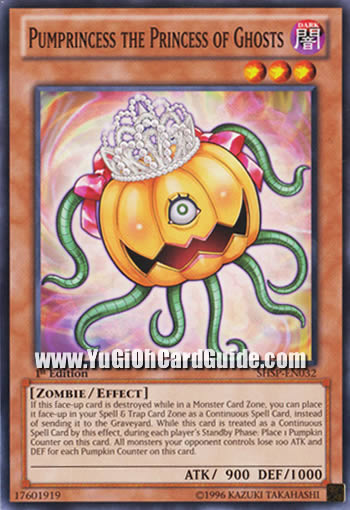 Pumprincess the Princess of Ghosts
DARK
闇
www.YuGiOhCardGuide.com
1st Edition
SHSP-EN032
[Zombie/Effect]
If this face-up card is destroyed while in a Monster Card Zone, you can place
it face-up in your Spell & Trap Card Zone as a Continuous Spell Card, instead
of sending it to the Graveyard. While this card is treated as a Continuous
Spell Card by this effect, during each player's Standby Phase: Place 1 Pumpkin
Counter on this card. All monsters your opponent controls lose 100 ATK and
DEF for each Pumpkin Counter on this card.
ATK/ 900 DEF/1000
17601919
©1996 KAZUKI TAKAHASHI